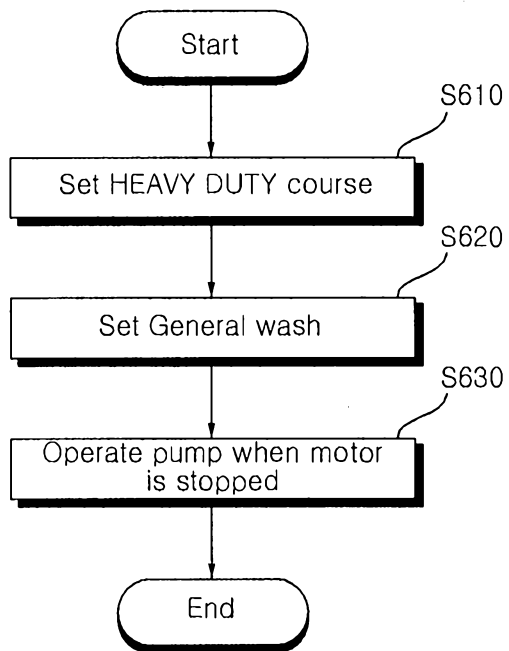 Start
S610
Set HEAVY DUTY course
S620
Set General wash
S630
Operate pump when motor
is stopped
End